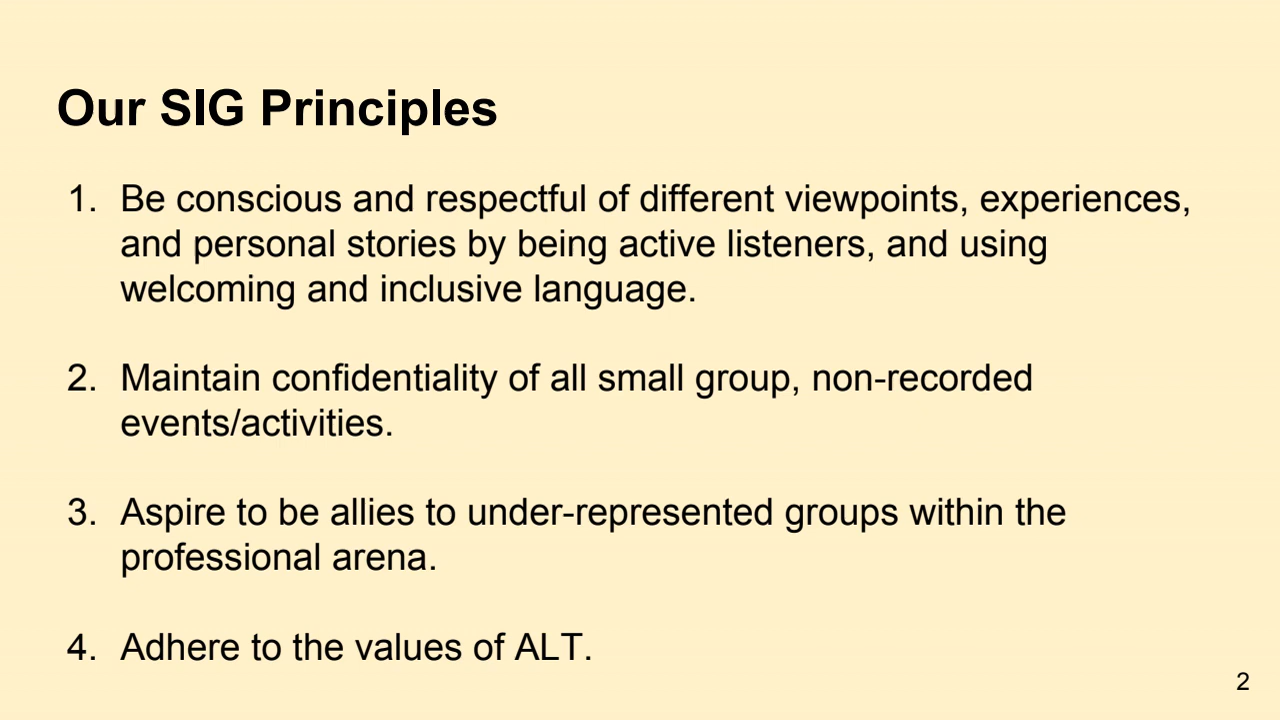 Our SIG Principles
1. Be conscious and respectful of different viewpoints, experiences,
and personal stories by being active listeners, and using
welcoming and inclusive language.
2. Maintain confidentiality of all small group, non-recorded
events/activities.
3. Aspire to be allies to under-represented groups within the
professional arena.
4. Adhere to the values of ALT.
2